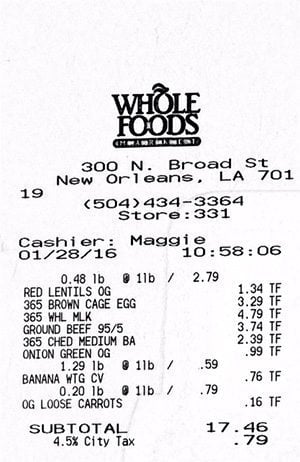 WHOLE
FOODS
MARKET
300 N. Broad St
New Orleans, LA 701
19
(504)434-3364
Store:331
Cashier: Maggie
01/28/16 10:58:06
0.48 lb @ 1lb / 2.79
RED LENTILS OG 1.34 TF
365 BROWN CAGE EGG 3.29 TF
365 WHL MLK 4.79 TF
GROUND BEEF 95/5 3.74 TF
365 CHED MEDIUM BA 2.39 TF
ONION GREEN OG .99 TF
1.29 lb @ 1lb / .59
BANANA WTG CV .76 TF
0.20 lb @ 1lb / .79
OG LOOSE CARROTS .16 TF
SUBTOTAL 17.46
4.5% City Tax .79